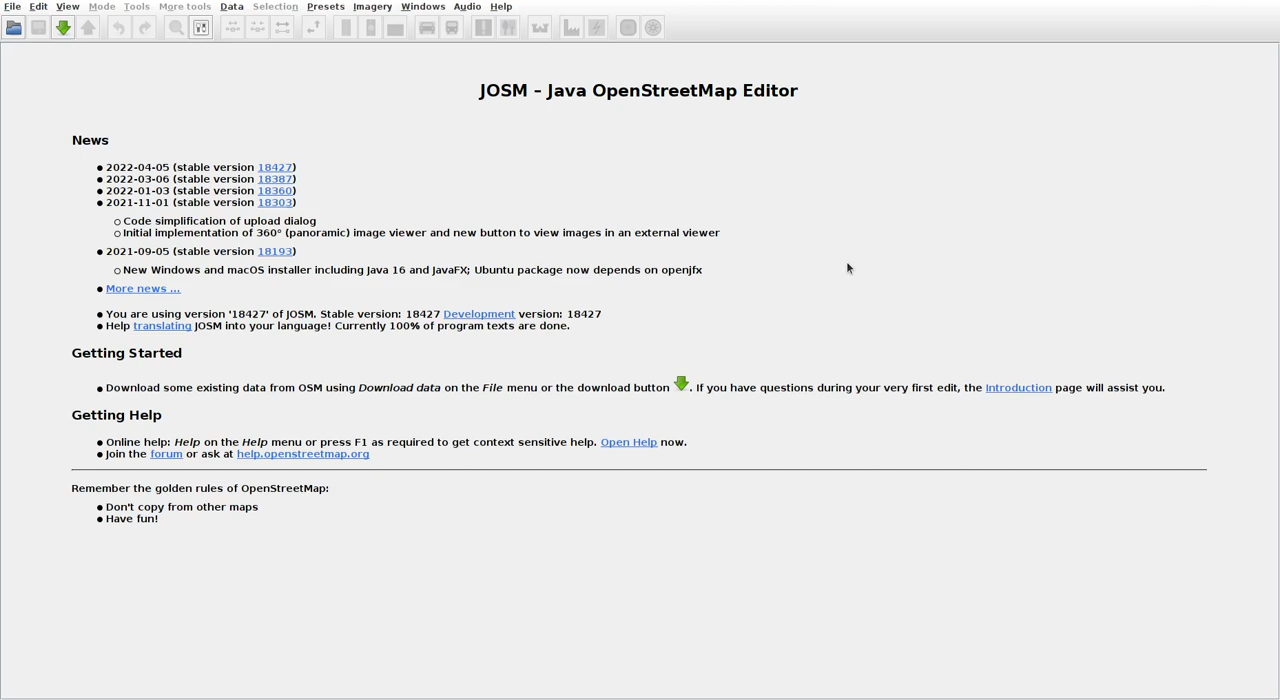 File Edit View Mode Tools More tools Data Selection Presets Imagery Windows Audio Help
JOSM – Java OpenStreetMap Editor
News
2022-04-05 (stable version 18427)
2022-03-06 (stable version 18387)
2022-01-03 (stable version 18360)
2021-11-01 (stable version 18303)
Code simplification of upload dialog
Initial implementation of 360° (panoramic) image viewer and new button to view images in an external viewer
2021-09-05 (stable version 18193)
New Windows and macOS installer including Java 16 and JavaFX; Ubuntu package now depends on openjfx
More news ...
You are using version '18427' of JOSM. Stable version: 18427 Development version: 18427
Help translating JOSM into your language! Currently 100% of program texts are done.
Getting Started
Download some existing data from OSM using Download data on the File menu or the download button . If you have questions during your very first edit, the Introduction page will assist you.
Getting Help
Online help: Help on the Help menu or press F1 as required to get context sensitive help. Open Help now.
Join the forum or ask at help.openstreetmap.org
Remember the golden rules of OpenStreetMap:
Don't copy from other maps
Have fun!